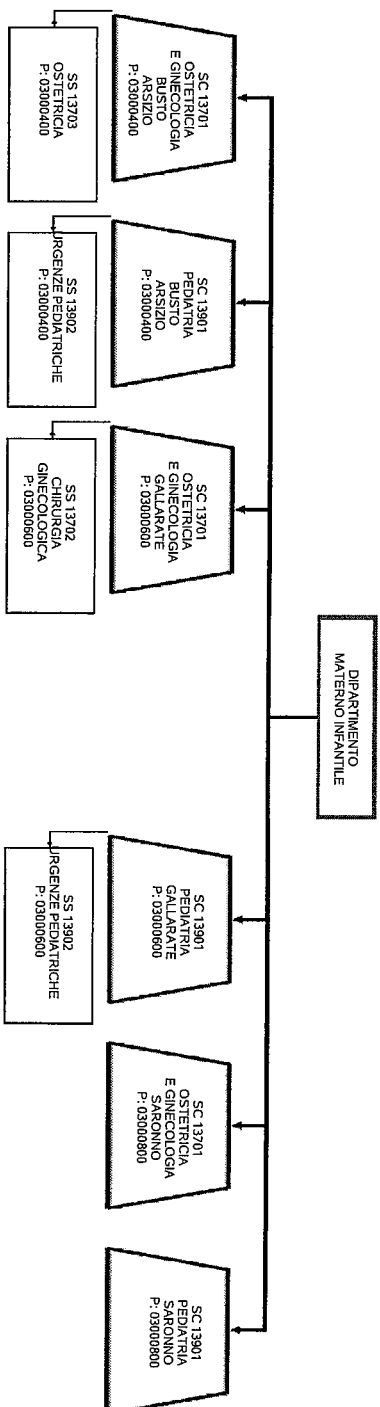 DIPARTIMENTO
MATERNO INFANTILE
SC 13701
OSTETRICIA
E GINECOLOGIA
BUSTO
ARSIZIO
P: 03000400
SC 13901
PEDIATRIA
BUSTO
ARSIZIO
P: 03000400
SC 13701
OSTETRICIA
E GINECOLOGIA
GALLARATE
P: 03000600
SC 13901
PEDIATRIA
GALLARATE
P: 03000600
SC 13701
OSTETRICIA
E GINECOLOGIA
SARONNO
P: 03000800
SC 13901
PEDIATRIA
SARONNO
P: 03000800
SS 13703
OSTETRICIA
P: 03000400
SS 13902
URGENZE PEDIATRICHE
P: 03000400
SS 13702
CHIRURGIA
GINECOLOGICA
P: 03000600
SS 13902
URGENZE PEDIATRICHE
P: 03000600